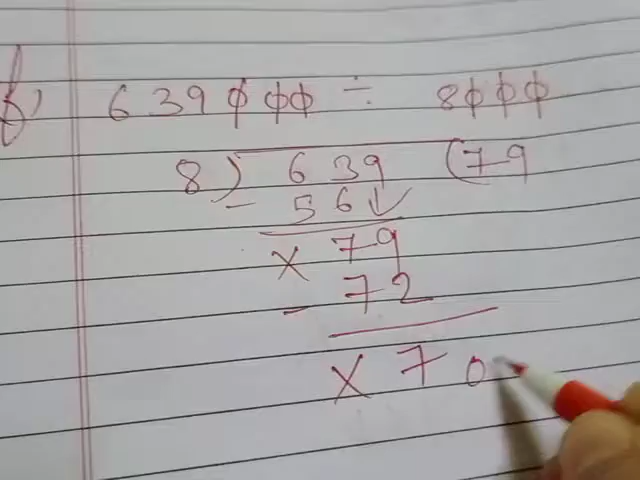 f) 639000 ÷ 8000
8) 639 (79
- 56↓
x 79
- 72
x 70